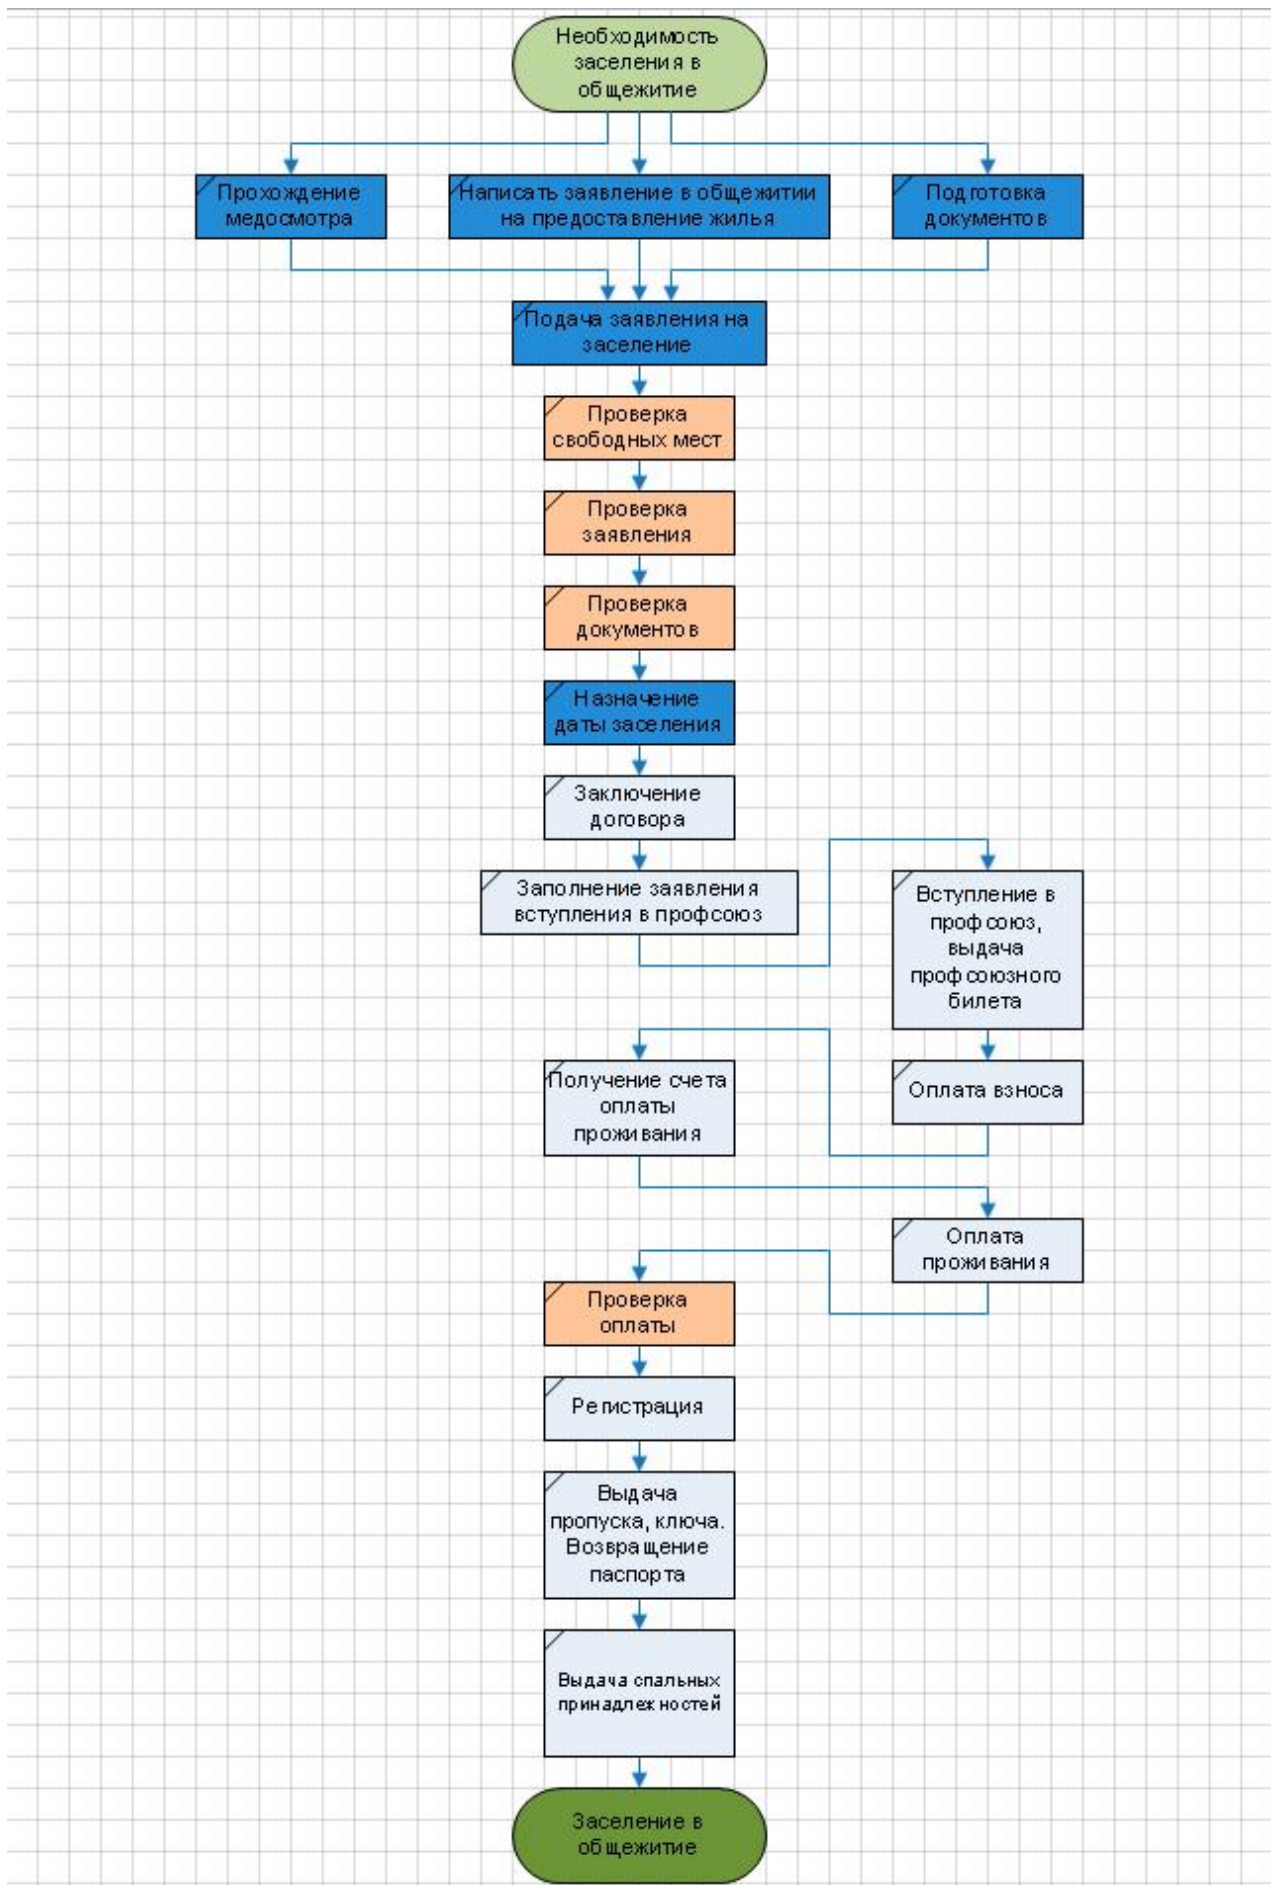 Необходимость
заселения в
общежитие
Прохождение
медосмотра
Написать заявление в общежитии
на предоставление жилья
Подготовка
документов
Подача заявления на
заселение
Проверка
свободных мест
Проверка
заявления
Проверка
документов
Назначение
даты заселения
Заключение
договора
Заполнение заявления
вступления в профсоюз
Вступление в
профсоюз,
выдача
профсоюзного
билета
Получение счета
оплаты
проживания
Оплата взноса
Оплата
проживания
Проверка
оплаты
Регистрация
Выдача
пропуска, ключа.
Возвращение
паспорта
Выдача спальных
принадлежностей
Заселение в
общежитие